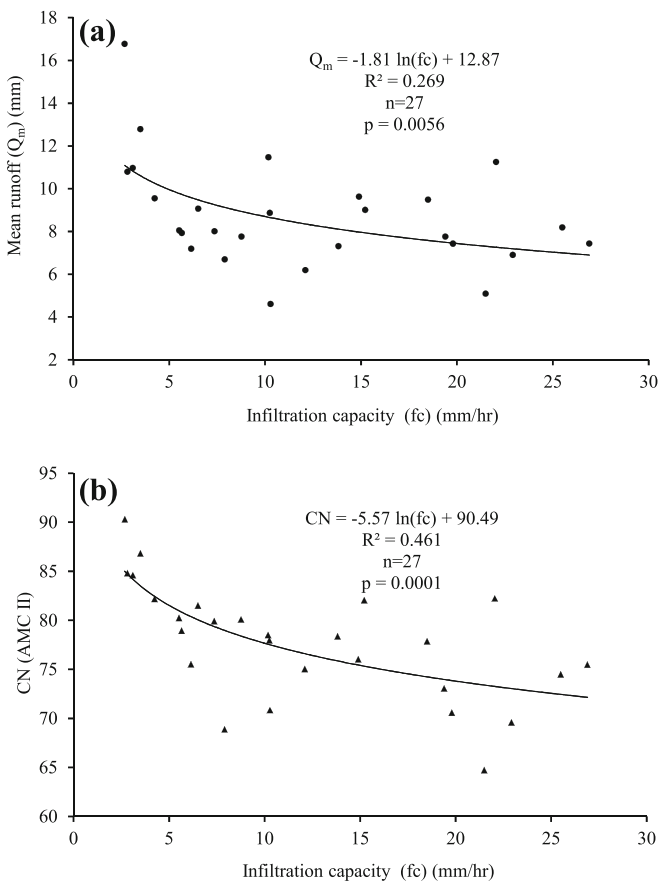 (a)
Qm = -1.81 ln(fc) + 12.87
R² = 0.269
n=27
p = 0.0056
Mean runoff (Qm) (mm)
18
16
14
12
10
8
6
4
2
0 5 10 15 20 25 30
Infiltration capacity (fc) (mm/hr)
(b)
CN = -5.57 ln(fc) + 90.49
R² = 0.461
n=27
p = 0.0001
CN (AMC II)
95
90
85
80
75
70
65
60
0 5 10 15 20 25 30
Infiltration capacity (fc) (mm/hr)